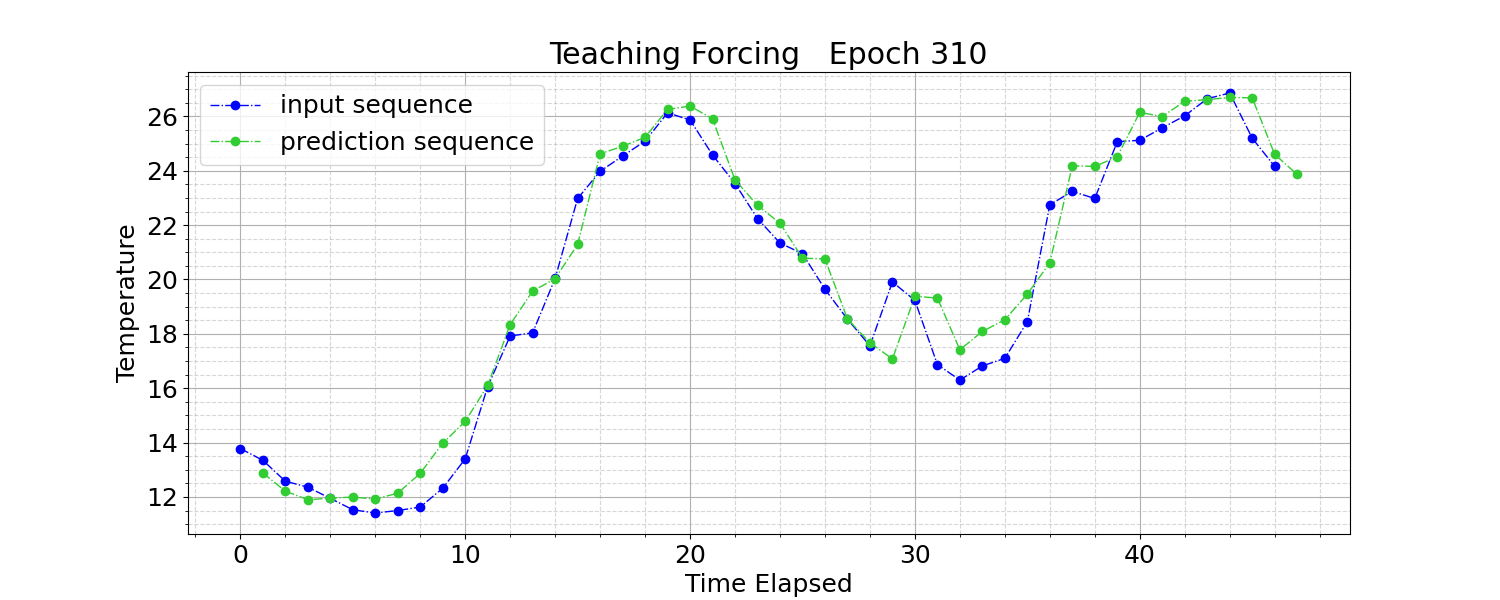 Teaching Forcing   Epoch 310
input sequence
prediction sequence
Temperature
26
24
22
20
18
16
14
12
0 10 20 30 40
Time Elapsed